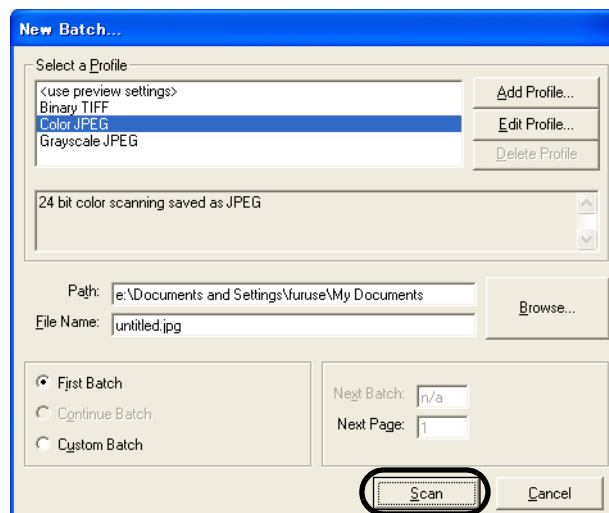 New Batch...
Select a Profile
<use preview settings>
Binary TIFF
Color JPEG
Grayscale JPEG
Add Profile...
Edit Profile...
Delete Profile
24 bit color scanning saved as JPEG
Path: e:\Documents and Settings\furuse\My Documents
File Name: untitled.jpg
Browse...
First Batch
Continue Batch
Custom Batch
Next Batch: n/a
Next Page: 1
Scan Cancel